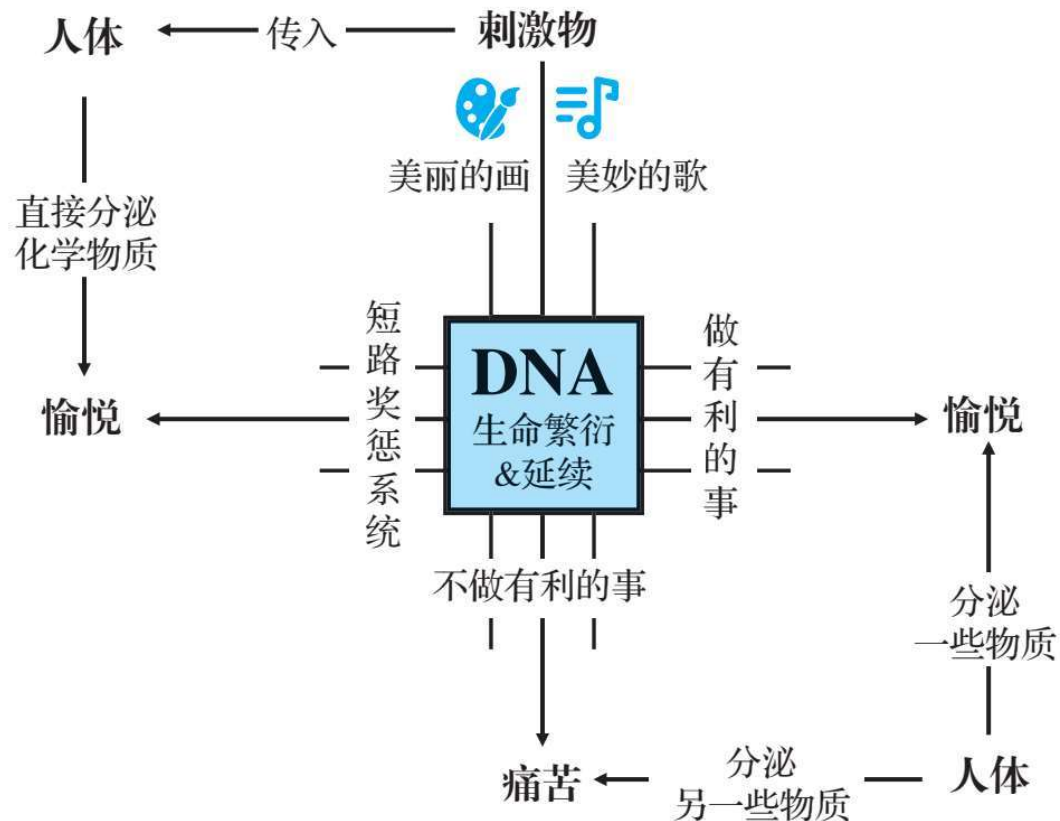 人体
传入
刺激物
美丽的画
美妙的歌
直接分泌
化学物质
短路奖惩系统
DNA
生命繁衍
&延续
做有利的事
愉悦
愉悦
不做有利的事
分泌
一些物质
痛苦
分泌
另一些物质
人体